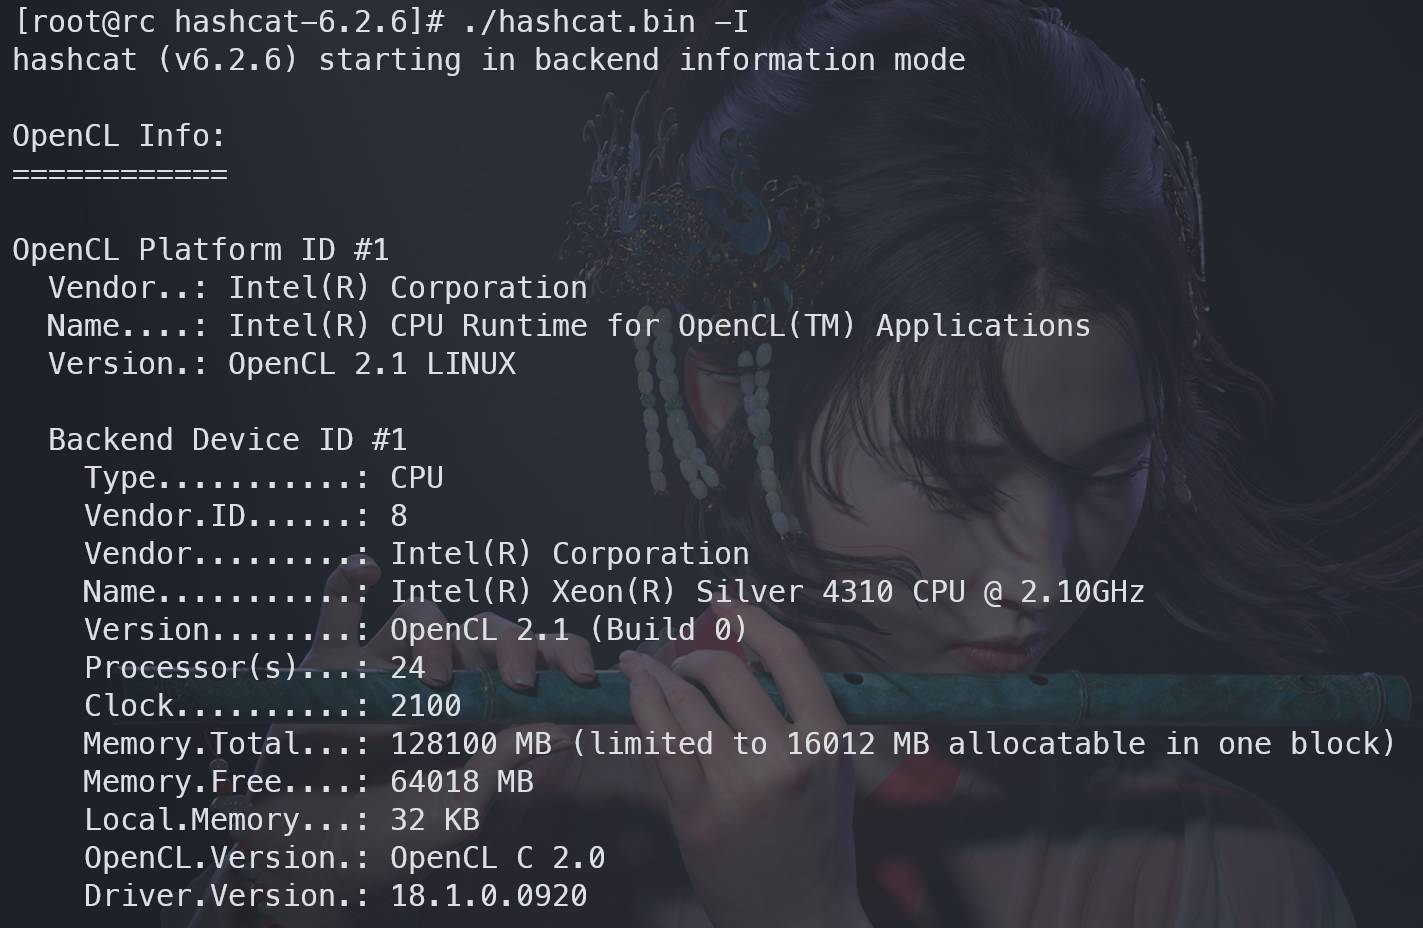 [root@rc hashcat-6.2.6]# ./hashcat.bin -I
hashcat (v6.2.6) starting in backend information mode
OpenCL Info:
============
OpenCL Platform ID #1
Vendor..: Intel(R) Corporation
Name....: Intel(R) CPU Runtime for OpenCL(TM) Applications
Version.: OpenCL 2.1 LINUX
Backend Device ID #1
Type...........: CPU
Vendor.ID......: 8
Vendor.........: Intel(R) Corporation
Name...........: Intel(R) Xeon(R) Silver 4310 CPU @ 2.10GHz
Version........: OpenCL 2.1 (Build 0)
Processor(s)...: 24
Clock..........: 2100
Memory.Total...: 128100 MB (limited to 16012 MB allocatable in one block)
Memory.Free....: 64018 MB
Local.Memory...: 32 KB
OpenCL.Version.: OpenCL C 2.0
Driver.Version.: 18.1.0.0920